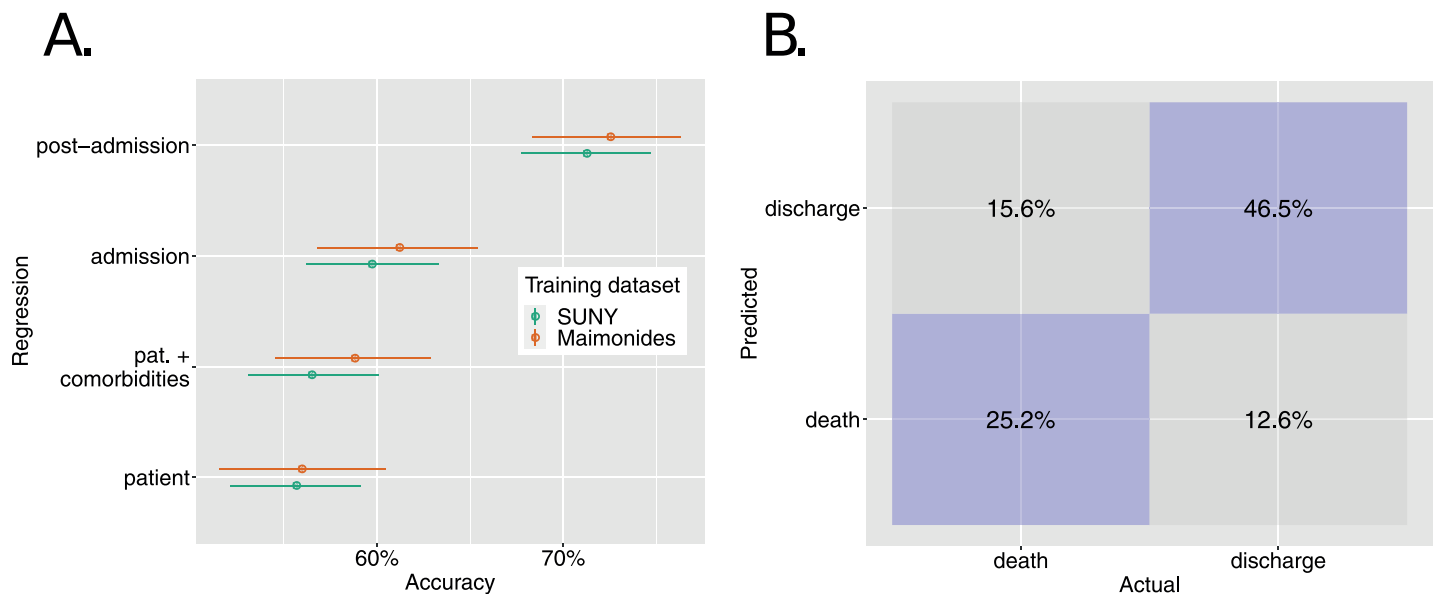 A.
Regression
post–admission
admission
pat. +
comorbidities
patient
Training dataset
SUNY
Maimonides
60%
70%
Accuracy
B.
Predicted
discharge
death
15.6%
46.5%
25.2%
12.6%
death
discharge
Actual